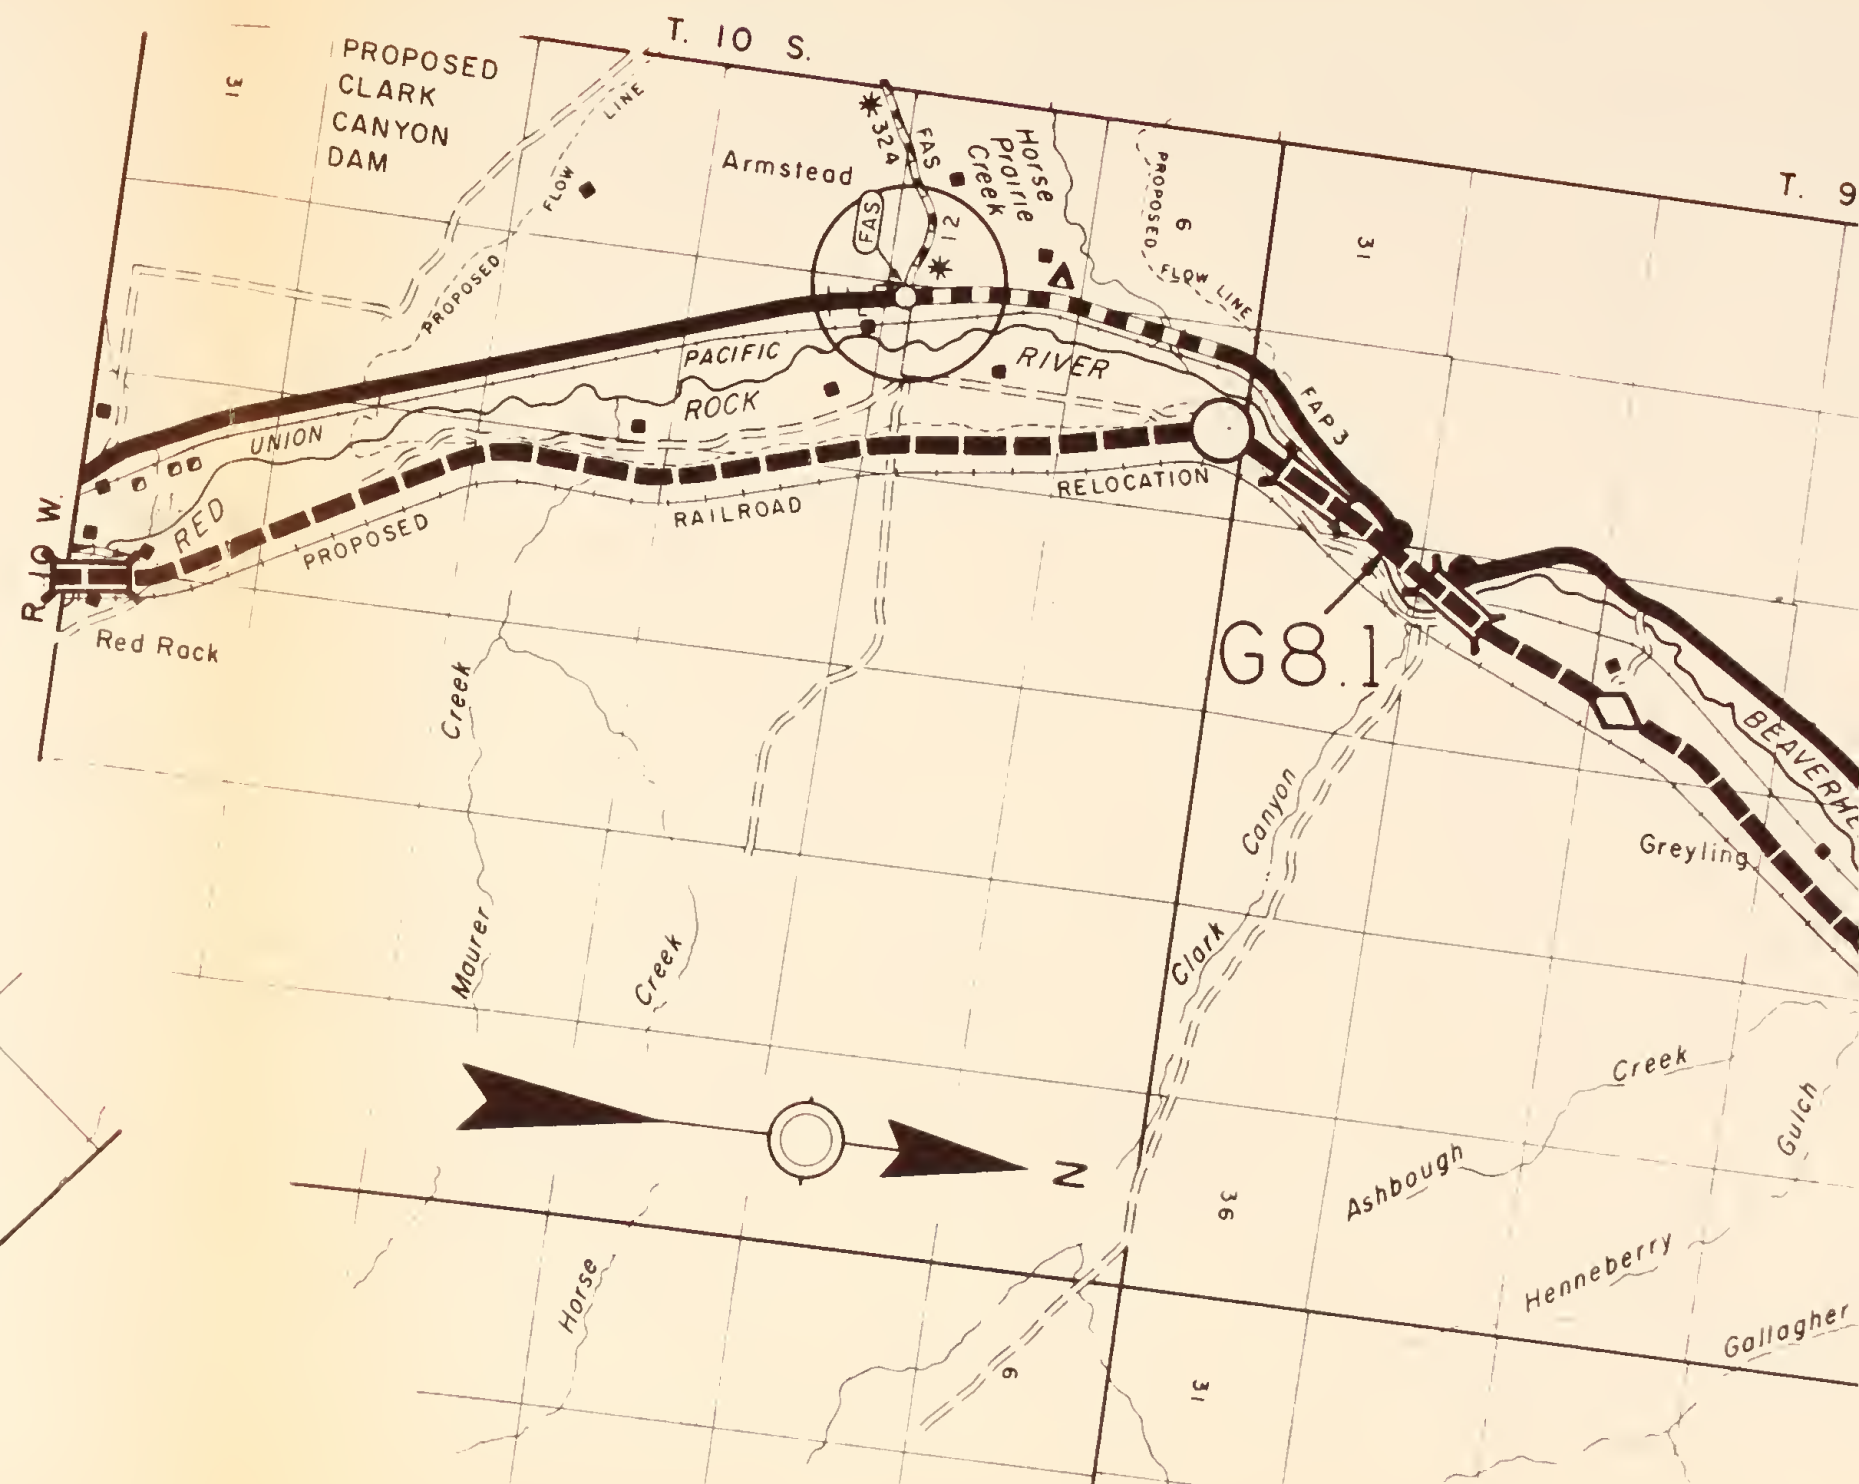 T. 10 S.
PROPOSED
CLARK
CANYON
DAM
31
LINE
FLOW
PROPOSED
Armstead
324
FAS
FAS
12
Horse
Prairie
Creek
PROPOSED
6
FLOW LINE
31
T. 9
PACIFIC
UNION
RED
ROCK
RIVER
FAP 3
R. 10 W.
PROPOSED
RAILROAD
RELOCATION
Red Rock
G8.1
BEAVERHE
Greyling
Creek
Maurer
Creek
Horse
Canyon
Clark
Creek
Ashbough
Gulch
Henneberry
Gallagher
N
36
6
31